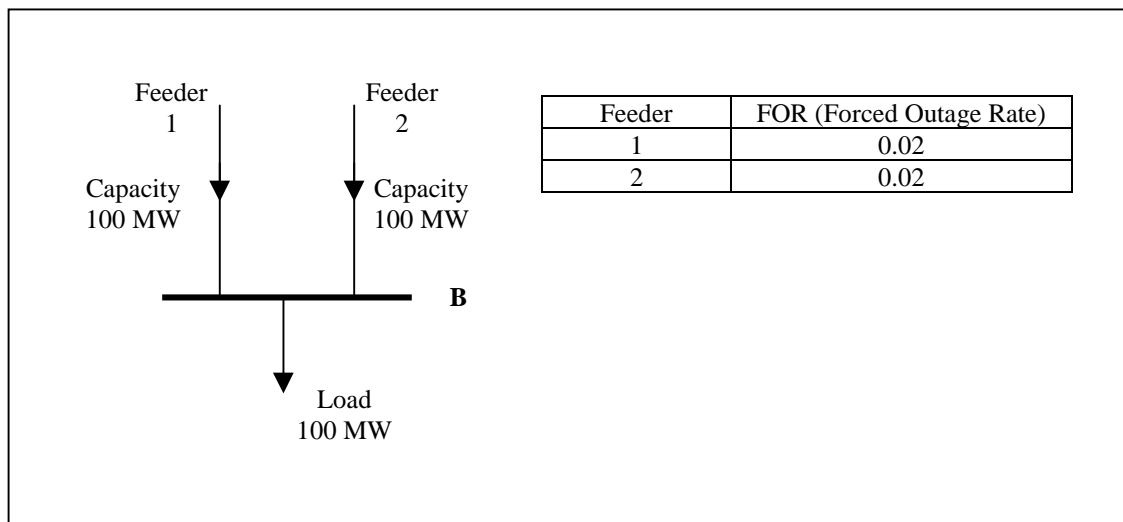 Feeder
1
Feeder
2
Capacity
100 MW
Capacity
100 MW
B
Load
100 MW
Feeder FOR (Forced Outage Rate)
1 0.02
2 0.02